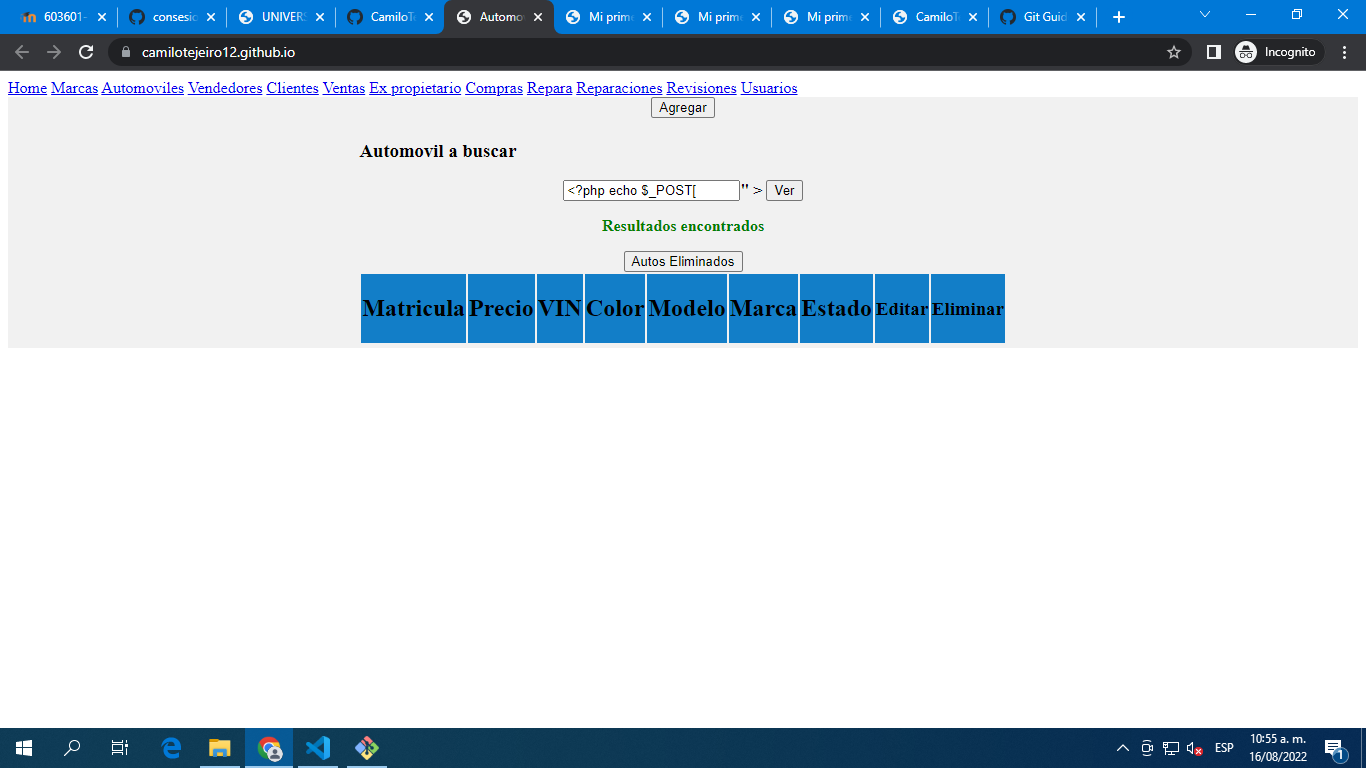 603601- consesio UNIVERS CamiloTe Automov Mi prime Mi prime Mi prime CamiloTe Git Guid
camilotejeiro12.github.io Incognito
Home Marcas Automoviles Vendedores Clientes Ventas Ex propietario Compras Repara Reparaciones Revisiones Usuarios
Agregar
Automovil a buscar
<?php echo $_POST[ " > Ver
Resultados encontrados
Autos Eliminados
Matricula Precio VIN Color Modelo Marca Estado Editar Eliminar
ESP 10:55 a. m.
16/08/2022 1